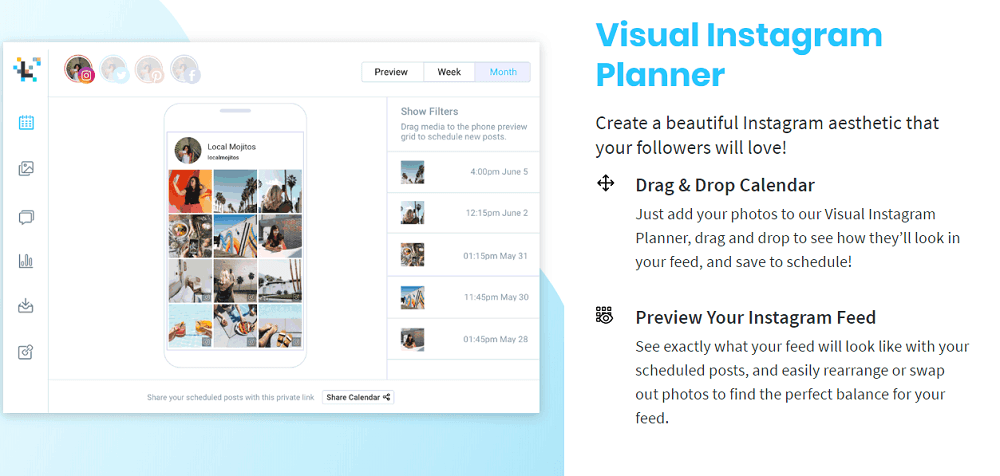 Preview Week Month
Local Mojitos
localmojitos
Show Filters
Drag media to the phone preview
grid to schedule new posts.
4:00pm June 5
12:15pm June 2
01:15pm May 31
11:45pm May 30
01:45pm May 28
Share your scheduled posts with this private link Share Calendar
Visual Instagram
Planner
Create a beautiful Instagram aesthetic that
your followers will love!
Drag & Drop Calendar
Just add your photos to our Visual Instagram
Planner, drag and drop to see how they’ll look in
your feed, and save to schedule!
Preview Your Instagram Feed
See exactly what your feed will look like with your
scheduled posts, and easily rearrange or swap
out photos to find the perfect balance for your
feed.